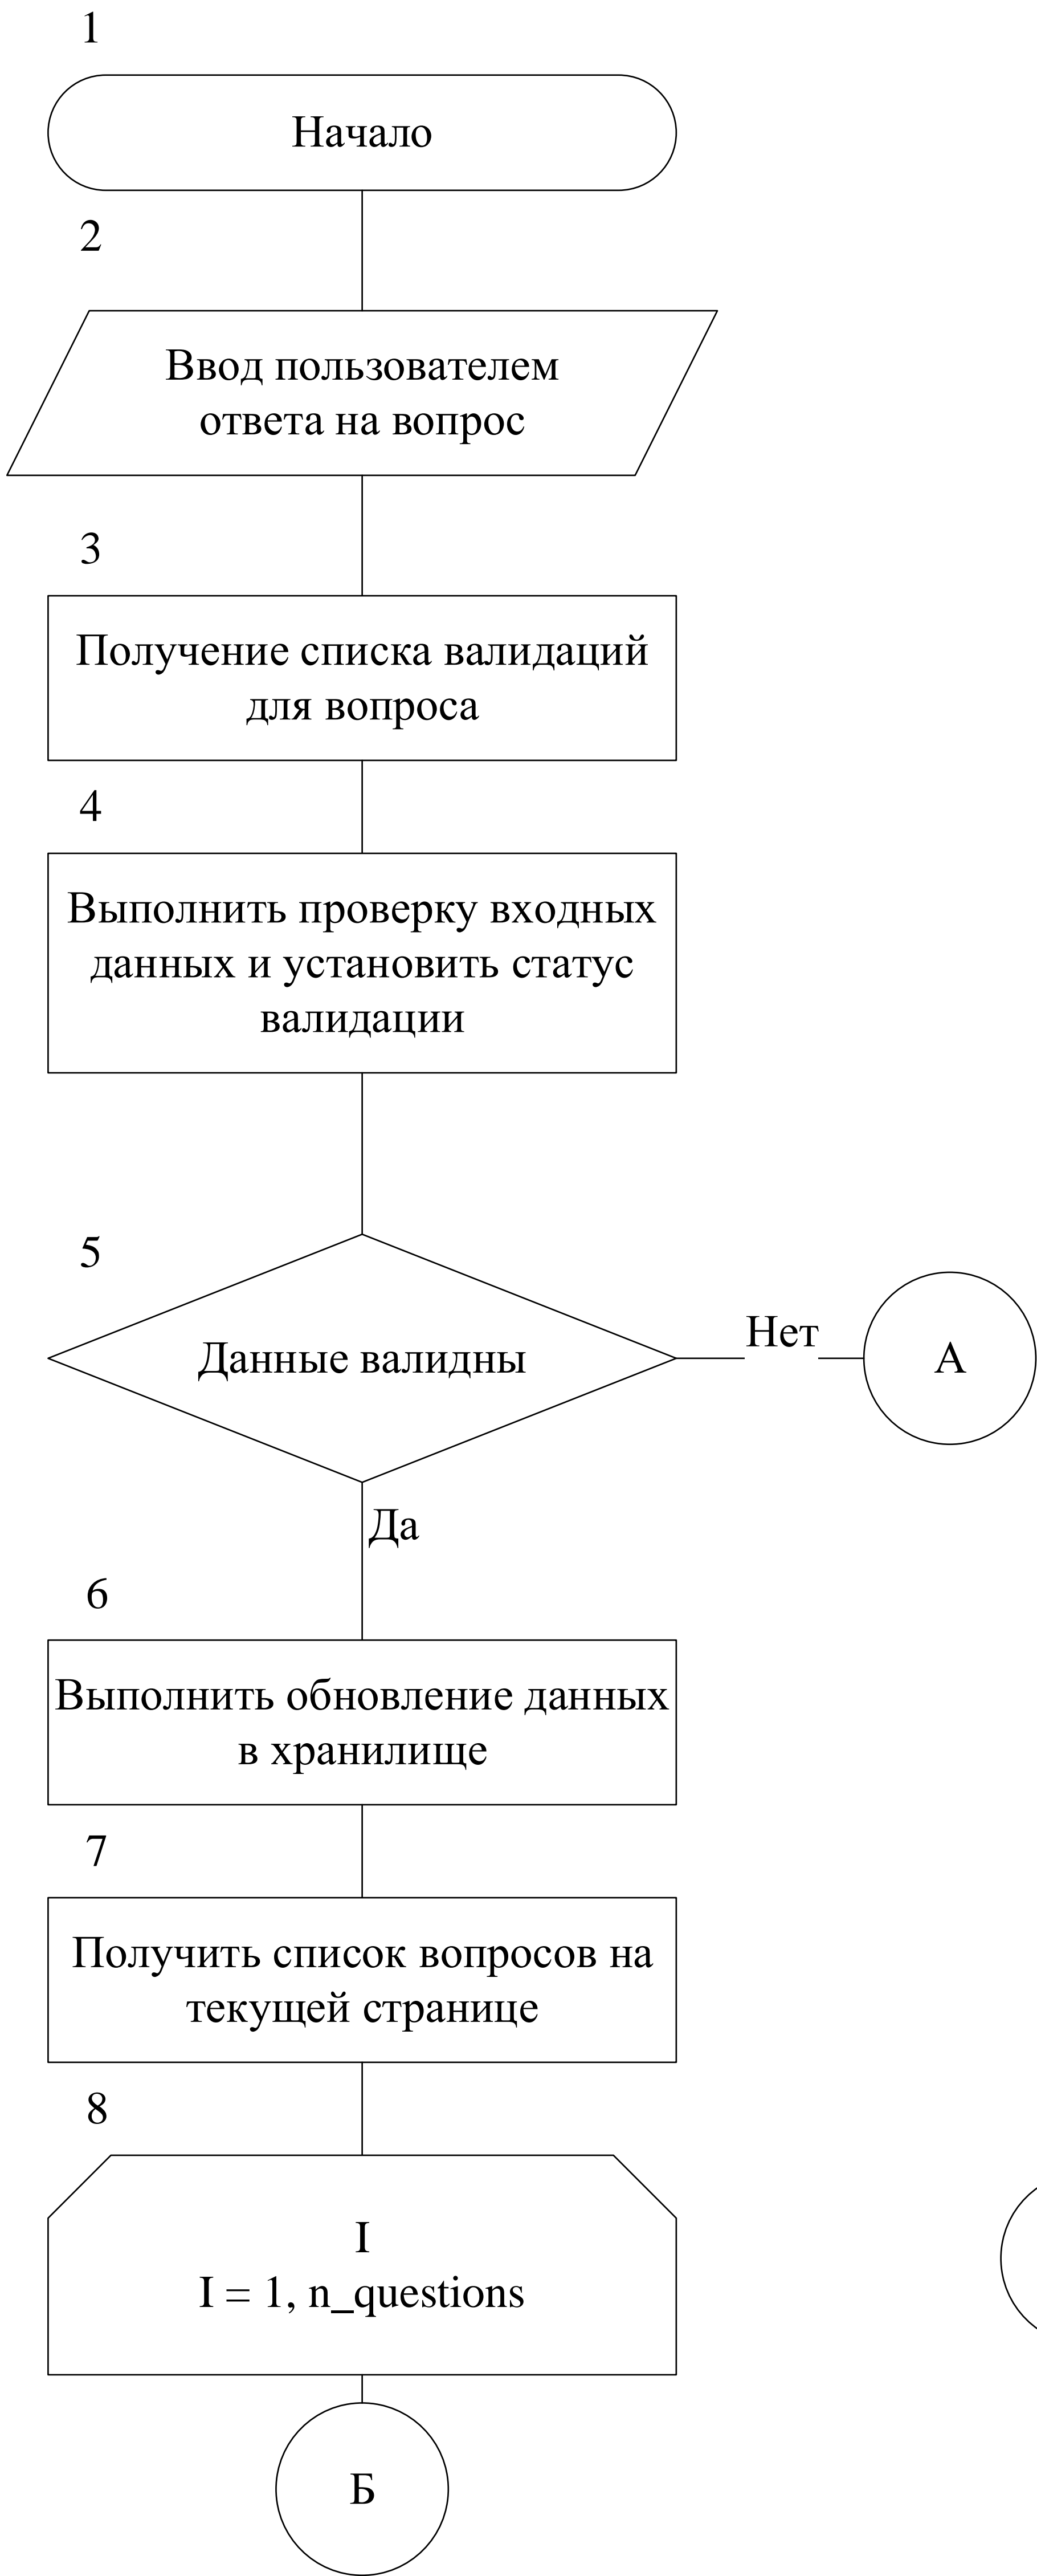 1
Начало
2
Ввод пользователем
ответа на вопрос
3
Получение списка валидаций
для вопроса
4
Выполнить проверку входных
данных и установить статус
валидации
5
Данные валидны
Нет
А
Да
6
Выполнить обновление данных
в хранилище
7
Получить список вопросов на
текущей странице
8
I
I = 1, n_questions
Б